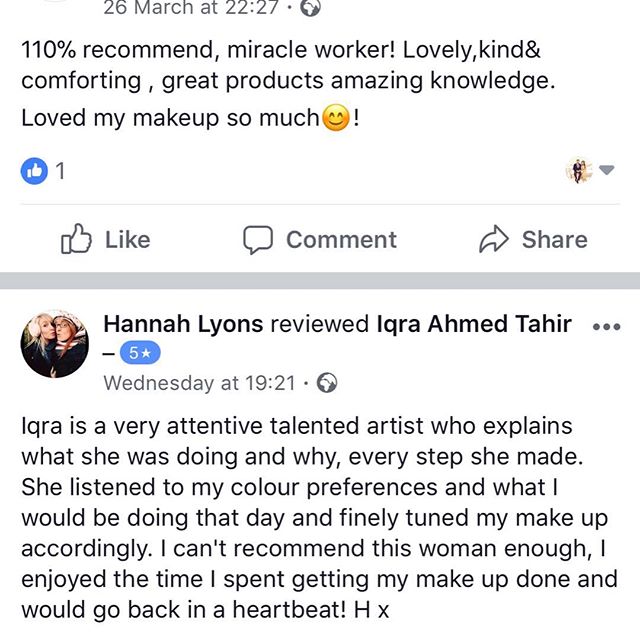 26 March at 22:27 ·
110% recommend, miracle worker! Lovely,kind&
comforting , great products amazing knowledge.
Loved my makeup so much😊!
1
Like Comment Share
Hannah Lyons reviewed Iqra Ahmed Tahir
– 5★
Wednesday at 19:21 ·
Iqra is a very attentive talented artist who explains
what she was doing and why, every step she made.
She listened to my colour preferences and what I
would be doing that day and finely tuned my make up
accordingly. I can't recommend this woman enough, I
enjoyed the time I spent getting my make up done and
would go back in a heartbeat! H x